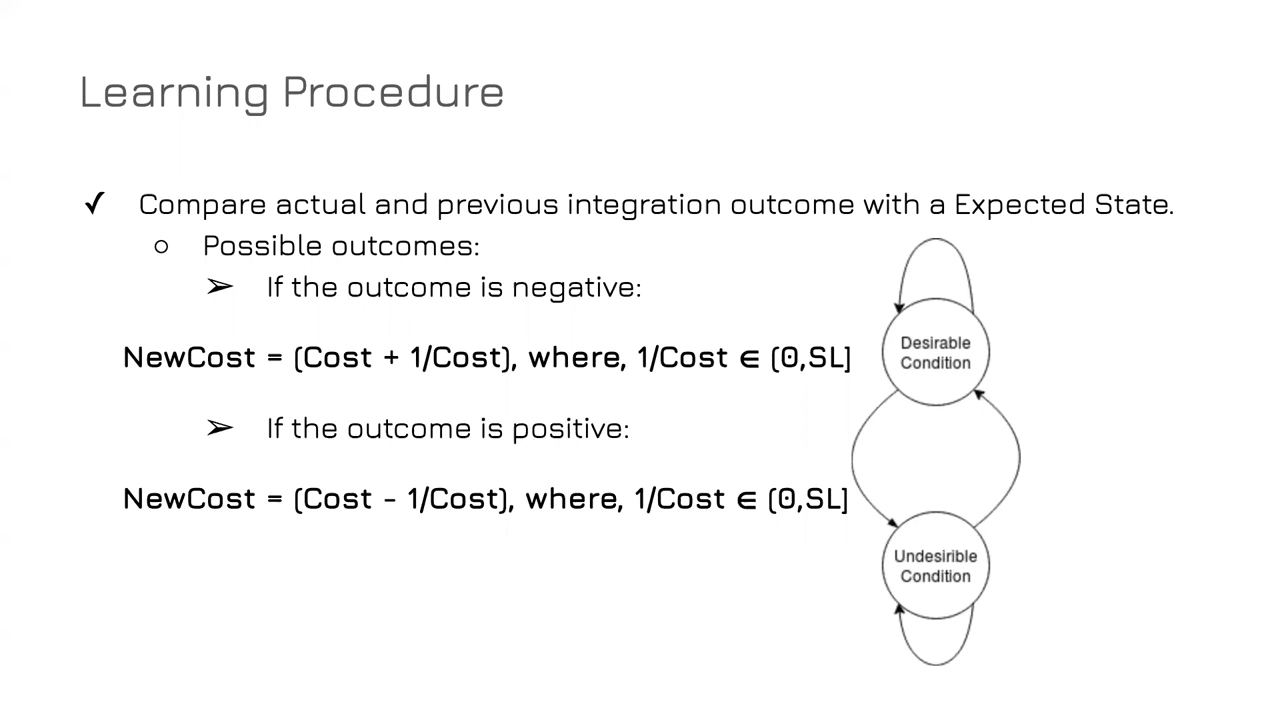 Learning Procedure
✓ Compare actual and previous integration outcome with a Expected State.
○ Possible outcomes:
➢ If the outcome is negative:
NewCost = (Cost + 1/Cost), where, 1/Cost ∈ (0,SL]
➢ If the outcome is positive:
NewCost = (Cost - 1/Cost), where, 1/Cost ∈ (0,SL]
Desirable
Condition
Undesirible
Condition